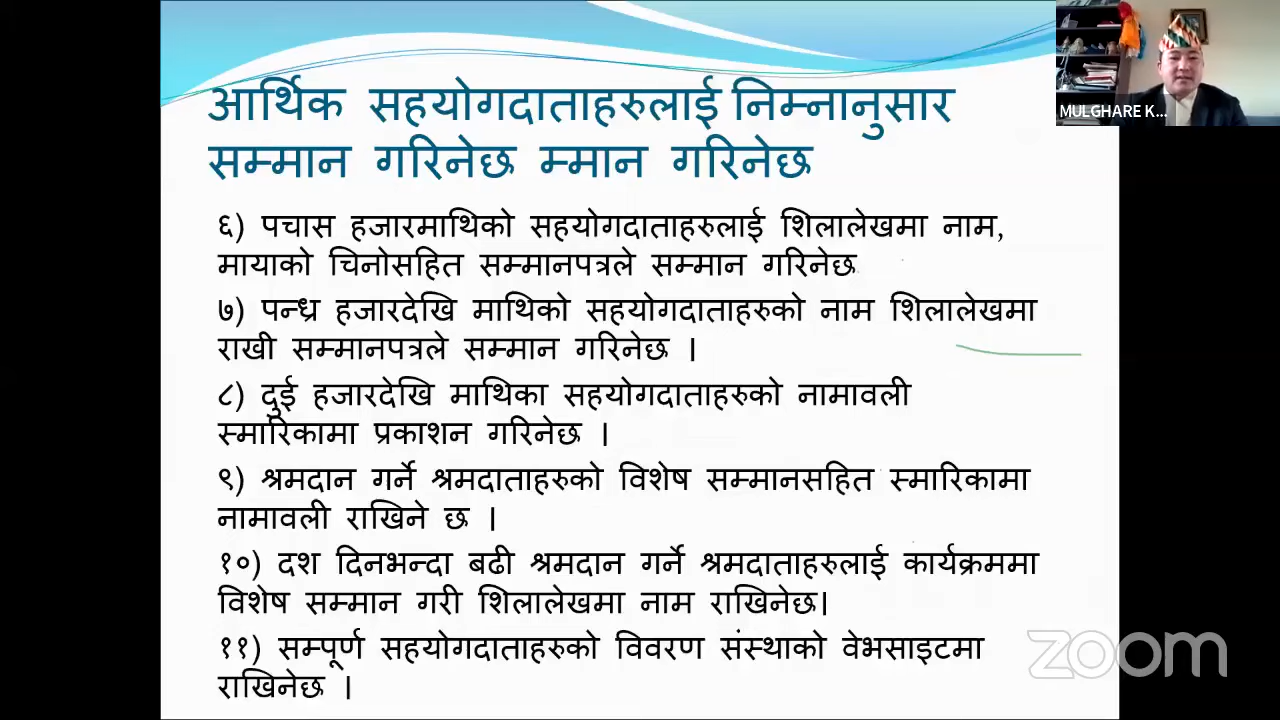 आर्थिक सहयोगदाताहरुलाई निम्नानुसार
सम्मान गरिनेछ म्मान गरिनेछ
६) पचास हजारमाथिको सहयोगदाताहरुलाई शिलालेखमा नाम,
मायाको चिनोसहित सम्मानपत्रले सम्मान गरिनेछ
७) पन्ध्र हजारदेखि माथिको सहयोगदाताहरुको नाम शिलालेखमा
राखी सम्मानपत्रले सम्मान गरिनेछ ।
८) दुई हजारदेखि माथिका सहयोगदाताहरुको नामावली
स्मारिकामा प्रकाशन गरिनेछ ।
९) श्रमदान गर्ने श्रमदाताहरुको विशेष सम्मानसहित स्मारिकामा
नामावली राखिने छ ।
१०) दश दिनभन्दा बढी श्रमदान गर्ने श्रमदाताहरुलाई कार्यक्रममा
विशेष सम्मान गरी शिलालेखमा नाम राखिनेछ।
११) सम्पूर्ण सहयोगदाताहरुको विवरण संस्थाको वेभसाइटमा
राखिनेछ ।
MULGHARE K...
zoom